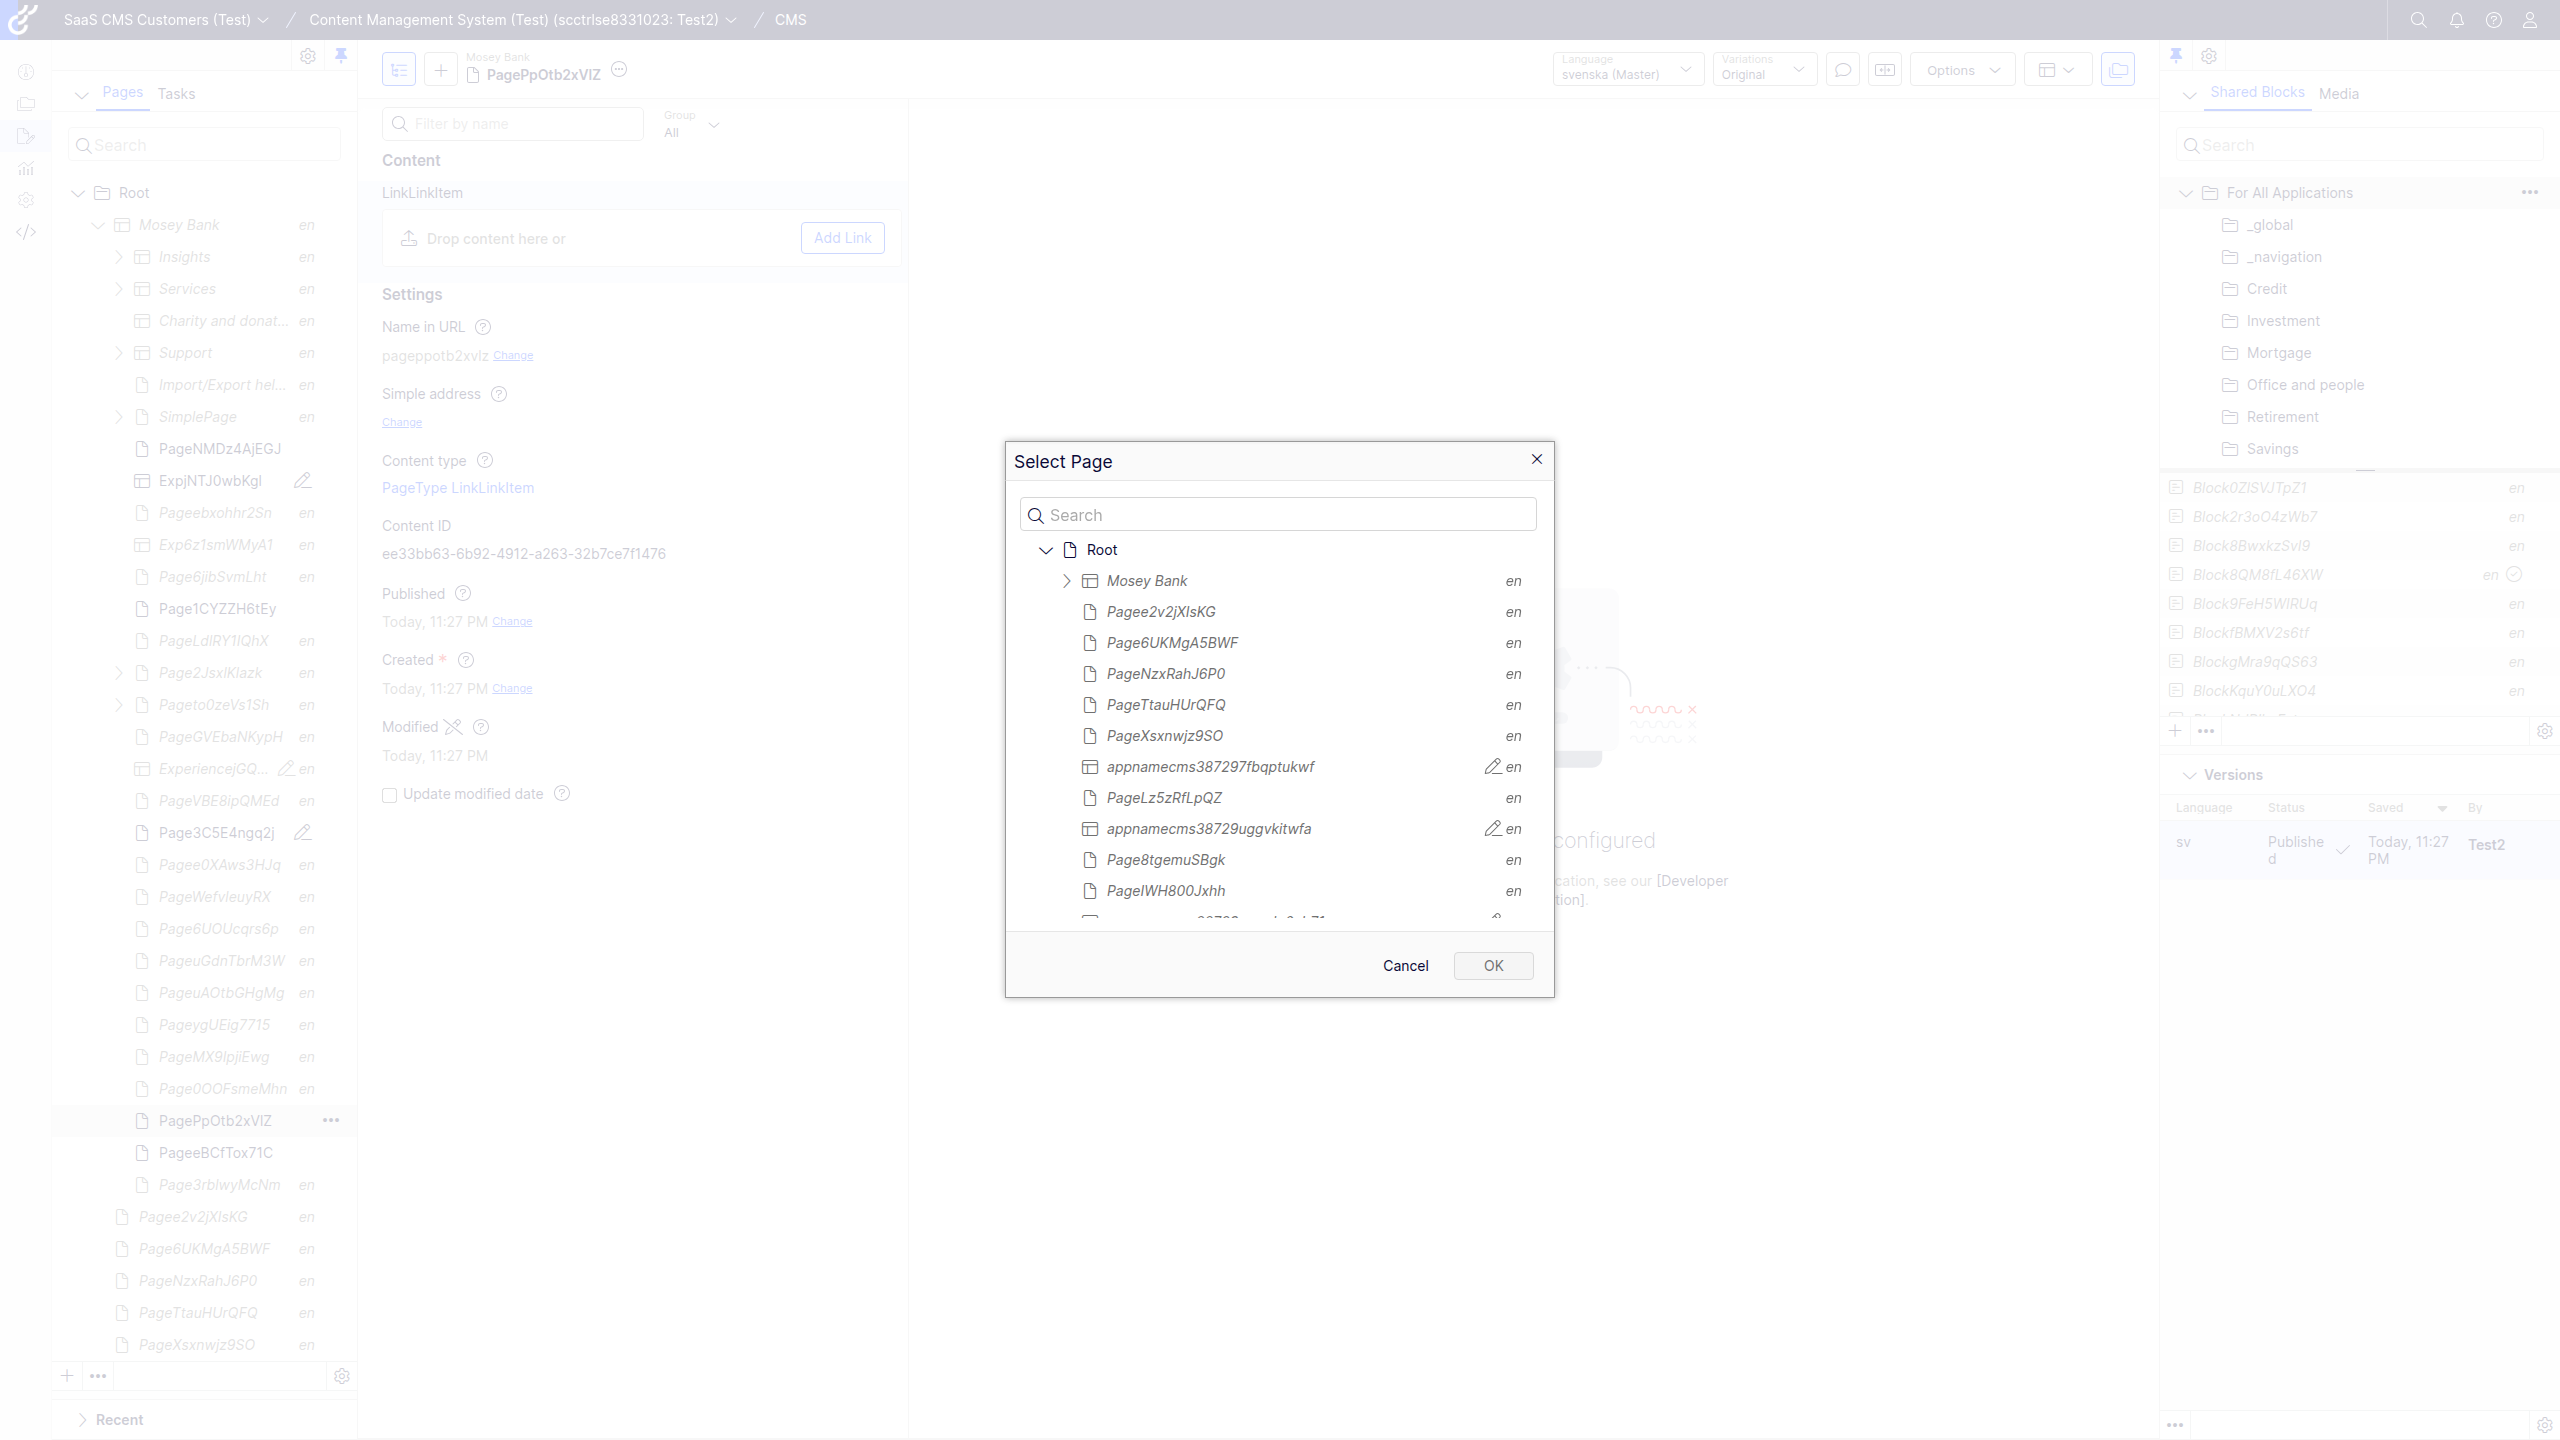 SaaS CMS Customers (Test) / Content Management System (Test) (scctrlse8331023: Test2) / CMS
Pages Tasks
Search
Root
Mosey Bank en
Insights en
Services en
Charity and donat... en
Support en
Import/Export hel... en
SimplePage en
PageNMDz4AjEGJ
ExpjNTJ0wbKgl
Pageebxohhr2Sn en
Exp6z1smWMyA1 en
Page6jibSvmLht en
Page1CYZZH6tEy
PageLdlRY1lQhX en
Page2JsxlKlazk en
Pageto0zeVs1Sh en
PageGVEbaNKypH en
ExperiencejGQ... en
PageVBE8ipQMEd en
Page3C5E4ngq2j
Pagee0XAws3HJq en
PageWefvleuyRX en
Page6UOUcqrs6p en
PageuGdnTbrM3W en
PageuAOtbGHgMg en
PageygUEig7715 en
PageMX9lpjiEwg en
Page0OOFsmeMhn en
PagePpOtb2xVlZ
PageeBCfTox71C
Page3rblwyMcNm en
Pagee2v2jXlsKG en
Page6UKMgA5BWF en
PageNzxRahJ6P0 en
PageTtauHUrQFQ en
PageXsxnwjz9SO en
Recent
Mosey Bank
PagePpOtb2xVlZ
Language
svenska (Master)
Variations
Original
Options
Filter by name
Group
All
Content
LinkLinkItem
Drop content here or Add Link
Settings
Name in URL
pageppotb2xvlz Change
Simple address
Change
Content type
PageType LinkLinkItem
Content ID
ee33bb63-6b92-4912-a263-32b7ce7f1476
Published
Today, 11:27 PM Change
Created *
Today, 11:27 PM Change
Modified
Today, 11:27 PM
Update modified date
Select Page
Search
Root
Mosey Bank en
Pagee2v2jXlsKG en
Page6UKMgA5BWF en
PageNzxRahJ6P0 en
PageTtauHUrQFQ en
PageXsxnwjz9SO en
appnamecms387297fbqptukwf en
PageLz5zRfLpQZ en
appnamecms38729uggvkitwfa en
Page8tgemuSBgk en
PageIWH800Jxhh en
Cancel OK
configured
cation, see our [Developer
tion].
Shared Blocks Media
Search
For All Applications
_global
_navigation
Credit
Investment
Mortgage
Office and people
Retirement
Savings
Block0ZlSVJTpZ1 en
Block2r3oO4zWb7 en
Block8BwxkzSvl9 en
Block8QM8fL46XW en
Block9FeH5WlRUq en
BlockfBMXV2s6tf en
BlockgMra9qQS63 en
BlockKquY0uLXO4 en
Versions
Language Status Saved By
sv Publishe Today, 11:27 Test2
d PM